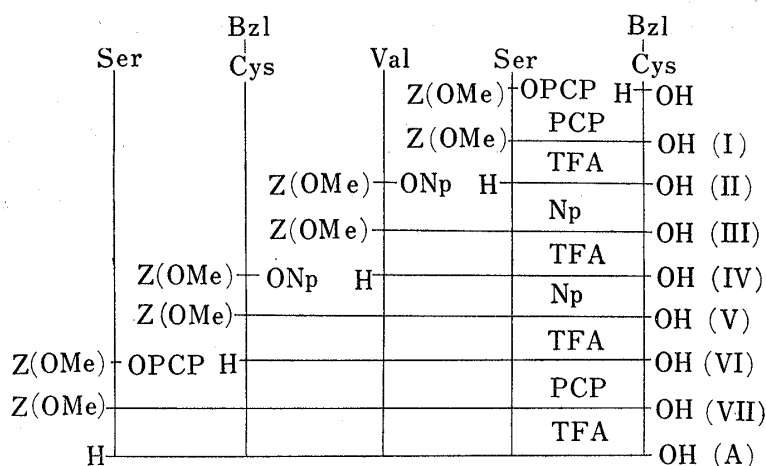 Bzl Bzl
Ser Cys Val Ser Cys
Z(OMe) OPCP H OH
PCP
Z(OMe) OH (I)
TFA
Z(OMe) ONp H OH (II)
Np
Z(OMe) OH (III)
TFA
Z(OMe) ONp H OH (IV)
Np
Z(OMe) OH (V)
TFA
Z(OMe) OPCP H OH (VI)
PCP
Z(OMe) OH (VII)
TFA
H OH (A)